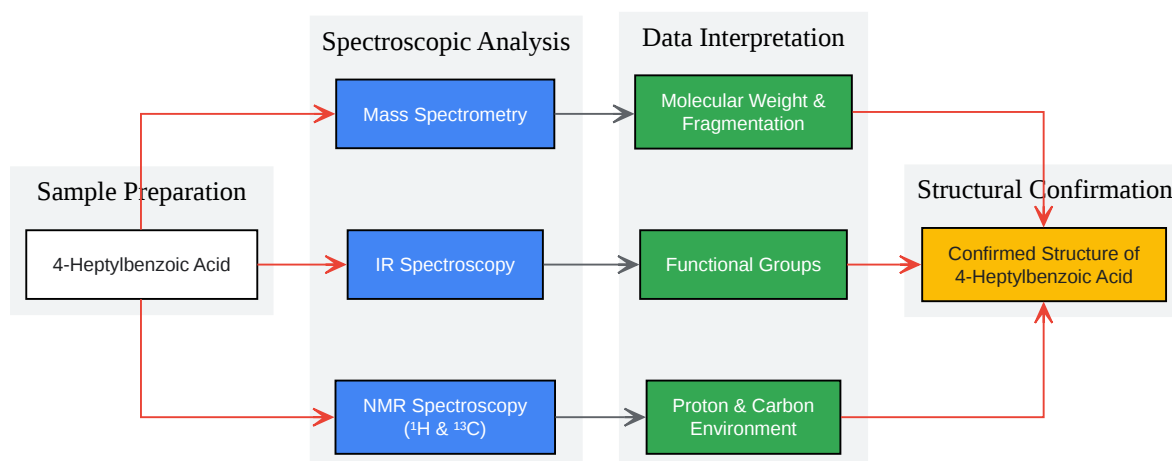 Spectroscopic Analysis
Data Interpretation
Mass Spectrometry
Molecular Weight &
Fragmentation
Sample Preparation
Structural Confirmation
4-Heptylbenzoic Acid
IR Spectroscopy
Functional Groups
Confirmed Structure of
4-Heptylbenzoic Acid
NMR Spectroscopy
(¹H & ¹³C)
Proton & Carbon
Environment